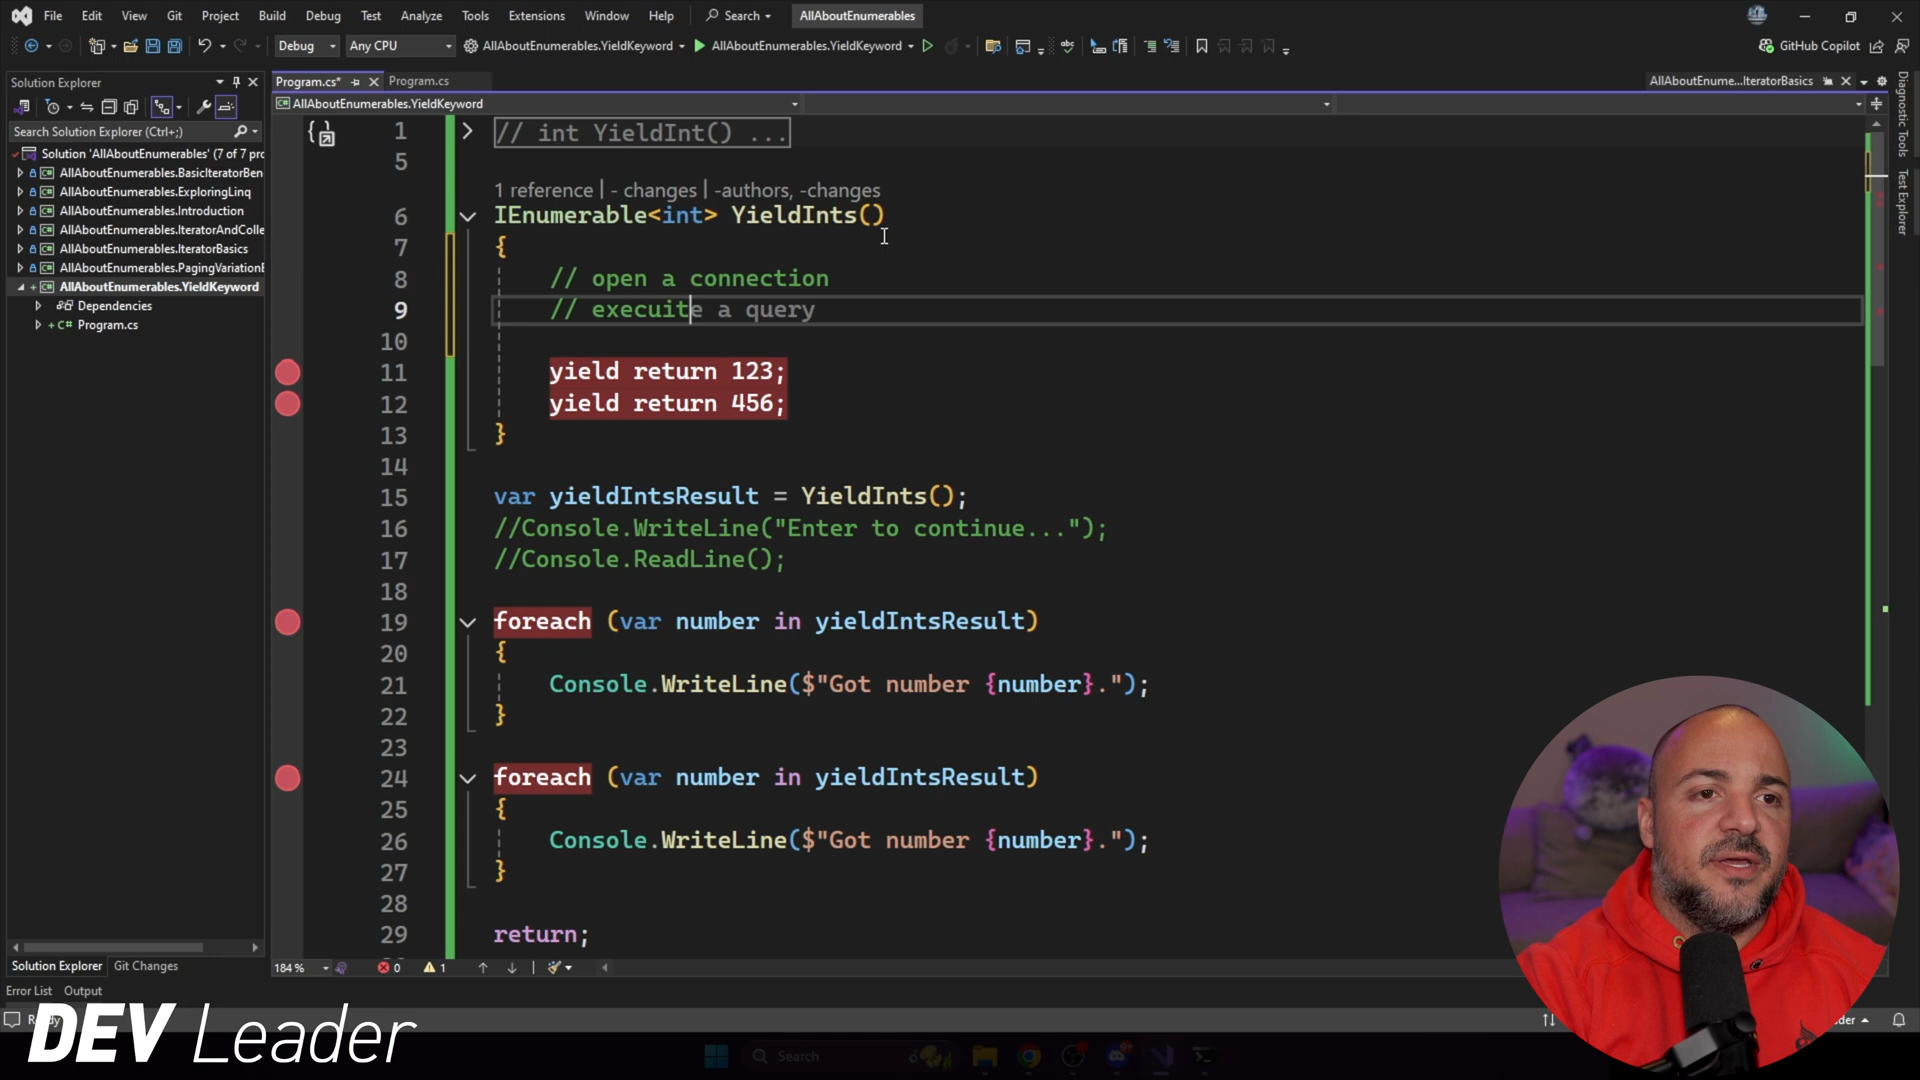 File Edit View Git Project Build Debug Test Analyze Tools Extensions Window Help Search AllAboutEnumerables
Debug Any CPU AllAboutEnumerables.YieldKeyword AllAboutEnumerables.YieldKeyword GitHub Copilot
Solution Explorer
Program.cs* Program.cs AllAboutEnume...IteratorBasics
AllAboutEnumerables.YieldKeyword
Search Solution Explorer (Ctrl+;)
Solution 'AllAboutEnumerables' (7 of 7 pro
AllAboutEnumerables.BasicIteratorBen
AllAboutEnumerables.ExploringLinq
AllAboutEnumerables.Introduction
AllAboutEnumerables.IteratorAndColle
AllAboutEnumerables.IteratorBasics
AllAboutEnumerables.PagingVariationE
AllAboutEnumerables.YieldKeyword
Dependencies
C# Program.cs
1 // int YieldInt() ...
5
1 reference | - changes | -authors, -changes
6 IEnumerable<int> YieldInts()
7 {
8 // open a connection
9 // execuite a query
10
11 yield return 123;
12 yield return 456;
13 }
14
15 var yieldIntsResult = YieldInts();
16 //Console.WriteLine("Enter to continue...");
17 //Console.ReadLine();
18
19 foreach (var number in yieldIntsResult)
20 {
21 Console.WriteLine($"Got number {number}.");
22 }
23
24 foreach (var number in yieldIntsResult)
25 {
26 Console.WriteLine($"Got number {number}.");
27 }
28
29 return;
Diagnostic Tools
Test Explorer
184 % 0 1
Solution Explorer Git Changes
Error List Output
DEV Leader
Search